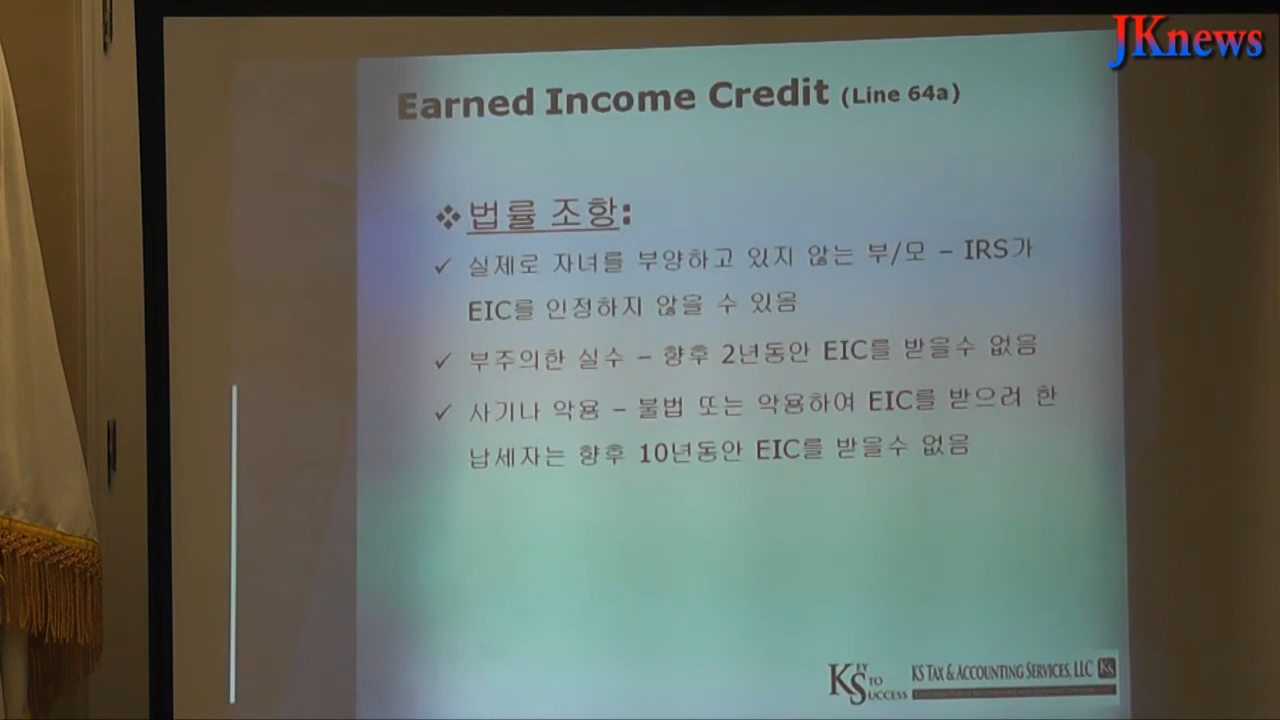 JKnews
Earned Income Credit (Line 64a)
❖법률 조항:
✓ 실제로 자녀를 부양하고 있지 않는 부/모 – IRS가
EIC를 인정하지 않을 수 있음
✓ 부주의한 실수 – 향후 2년동안 EIC를 받을수 없음
✓ 사기나 악용 – 불법 또는 악용하여 EIC를 받으려 한
납세자는 향후 10년동안 EIC를 받을수 없음
KEY TO SUCCESS
KS TAX & ACCOUNTING SERVICES, LLC KS